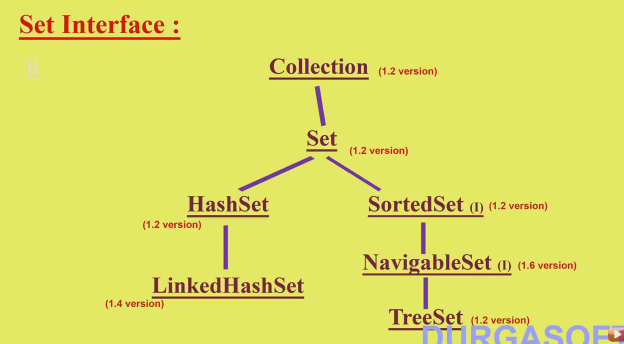 Set Interface :
Collection (1.2 version)
Set (1.2 version)
HashSet (1.2 version)
SortedSet (I) (1.2 version)
NavigableSet (I) (1.6 version)
LinkedHashSet (1.4 version)
TreeSet (1.2 version)
DURGASOFT